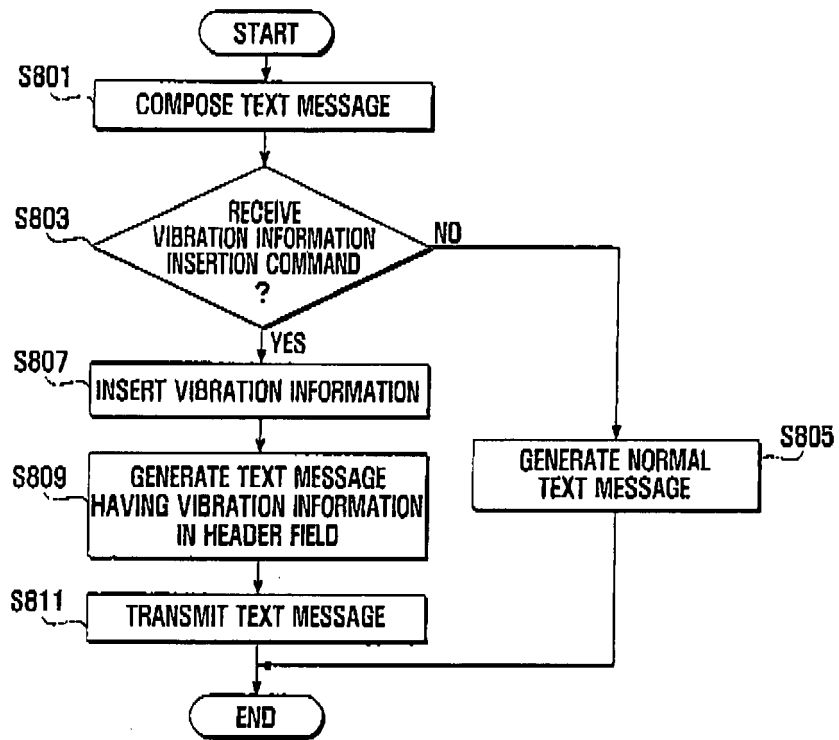 START
S801
COMPOSE TEXT MESSAGE
S803
RECEIVE
VIBRATION INFORMATION
INSERTION COMMAND
?
NO
YES
S807
INSERT VIBRATION INFORMATION
S805
GENERATE NORMAL
TEXT MESSAGE
S809
GENERATE TEXT MESSAGE
HAVING VIBRATION INFORMATION
IN HEADER FIELD
S811
TRANSMIT TEXT MESSAGE
END